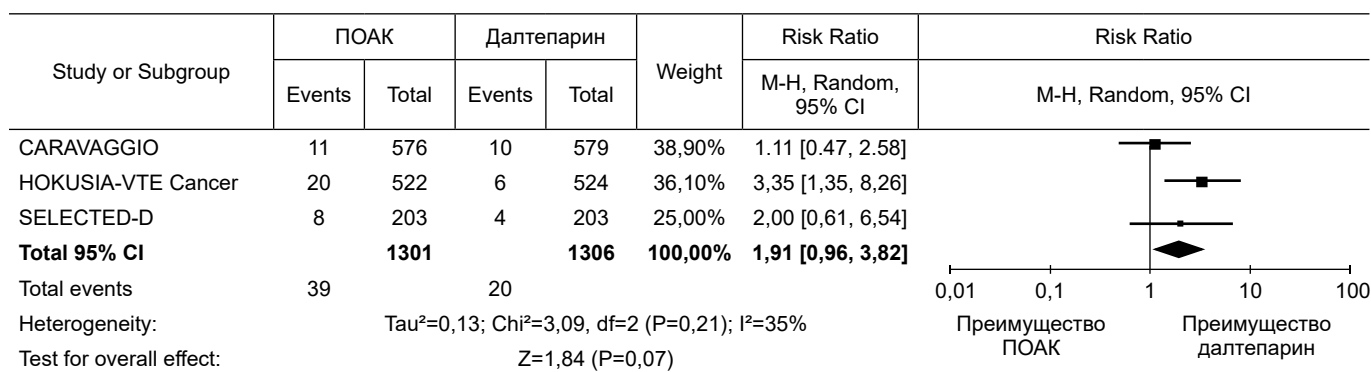 Study or Subgroup ПОАК Далтепарин Weight Risk Ratio Risk Ratio
Events Total Events Total M-H, Random, 95% CI M-H, Random, 95% CI
CARAVAGGIO 11 576 10 579 38,90% 1.11 [0.47, 2.58]
HOKUSIA-VTE Cancer 20 522 6 524 36,10% 3,35 [1,35, 8,26]
SELECTED-D 8 203 4 203 25,00% 2,00 [0,61, 6,54]
Total 95% CI 1301 1306 100,00% 1,91 [0,96, 3,82]
Total events 39 20
0,01 0,1 1 10 100
Heterogeneity: Tau²=0,13; Chi²=3,09, df=2 (P=0,21); I²=35%
Преимущество ПОАК Преимущество далтепарин
Test for overall effect: Z=1,84 (P=0,07)